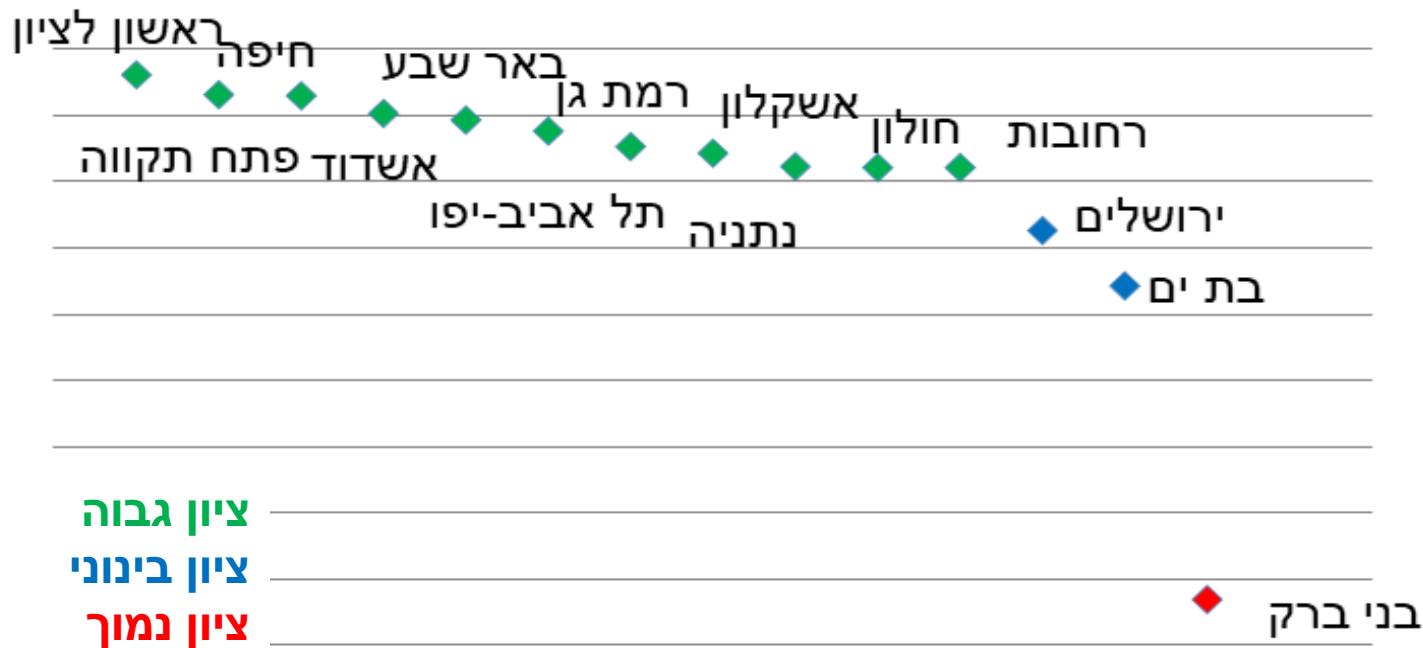 ראשון לציון
חיפה
באר שבע
רמת גן
אשקלון
חולון
רחובות
פתח תקווה
אשדוד
תל אביב-יפו
נתניה
ירושלים
בת ים
ציון גבוה
ציון בינוני
ציון נמוך
בני ברק